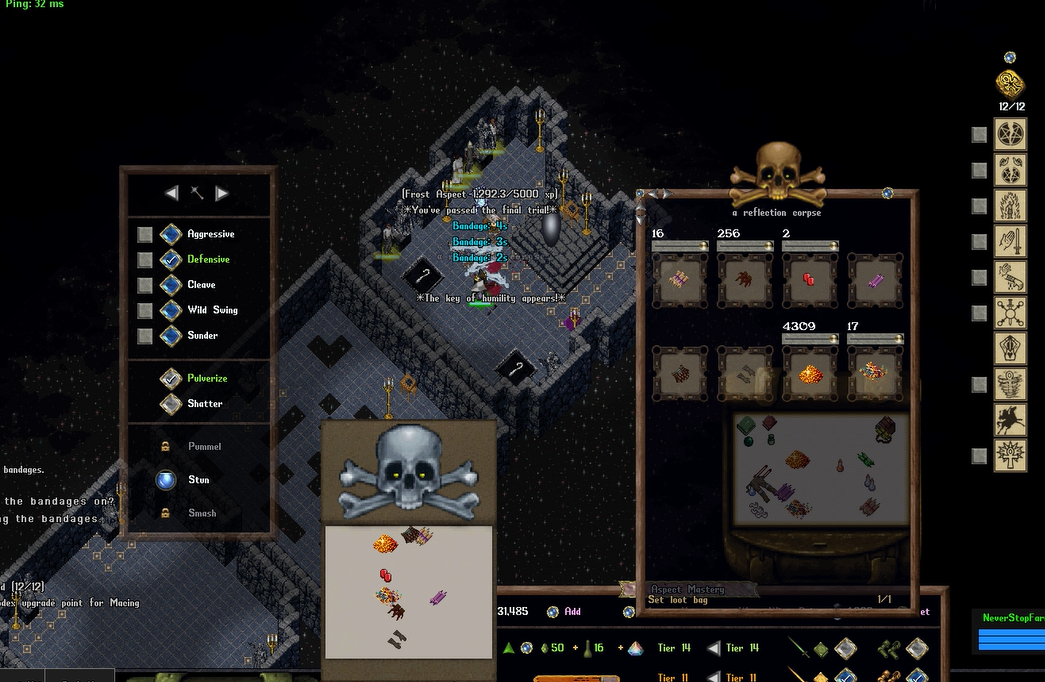 Ping: 32 ms
12/12
[Frost Aspect 1,292.3/5000 xp]
*You've passed the final trial!*
Bandage: 4s
Bandage: 3s
Bandage: 2s
*The key of humility appears!*
a reflection corpse
16 256 2
4309 17
Aggressive
Defensive
Cleave
Wild Swing
Sunder
Pulverize
Shatter
Pummel
Stun
Smash
bandages.
the bandages on?
ng the bandages.
d [12/12]
dex upgrade point for Macing
Aspect Mastery
Set loot bag
1/1
31,485 Add
et
50 + 16 + Tier 14 Tier 14
Tier 11 Tier 11
NeverStopFar